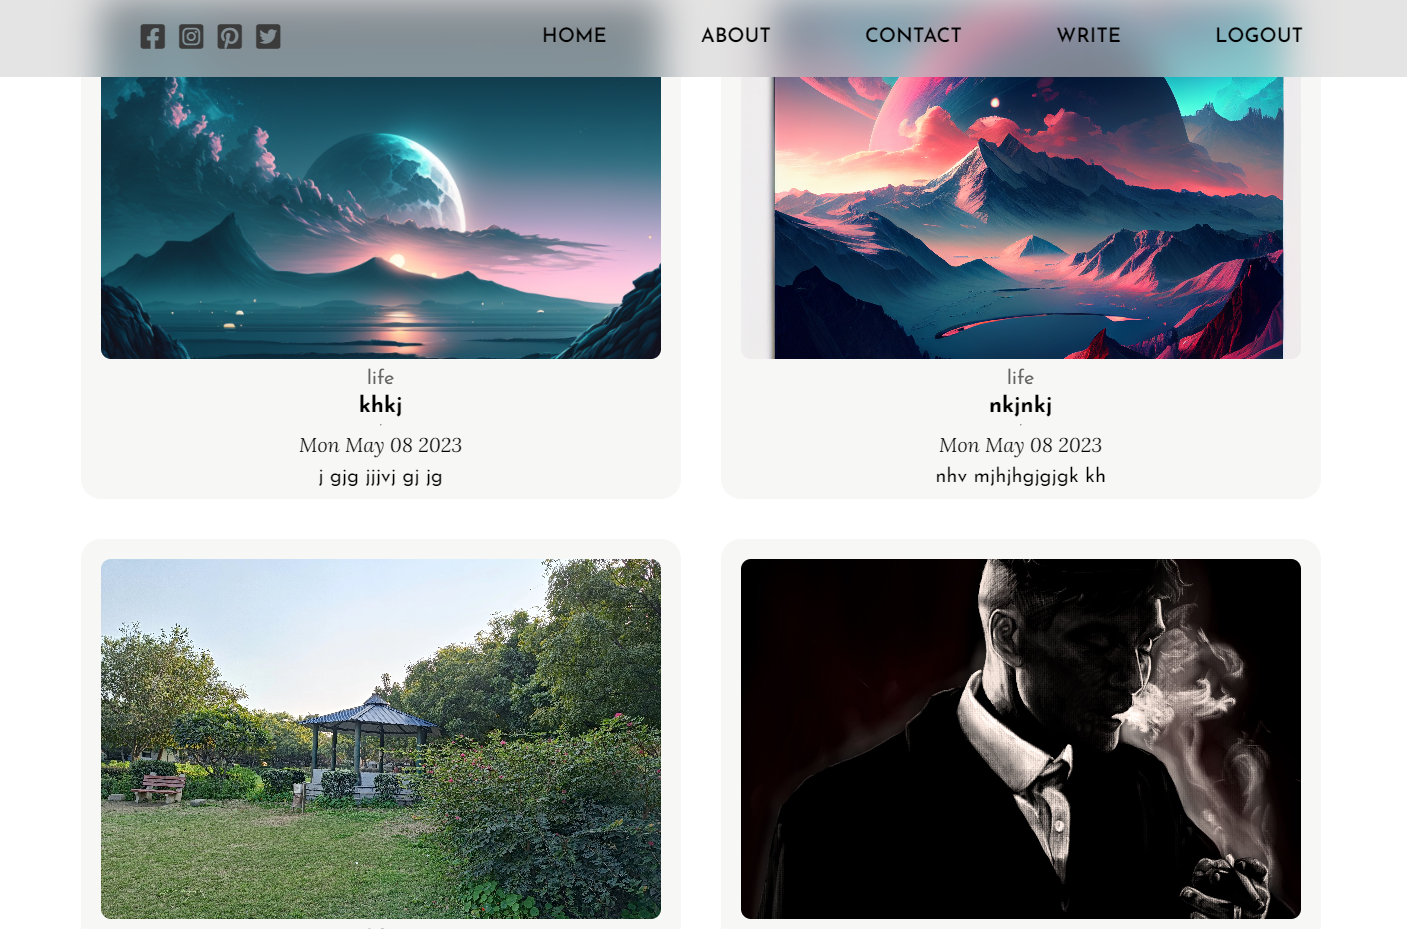 HOME ABOUT CONTACT WRITE LOGOUT
life
khkj
Mon May 08 2023
j gjg jjjvj gj jg
life
nkjnkj
Mon May 08 2023
nhv mjhjhgjgjgk kh